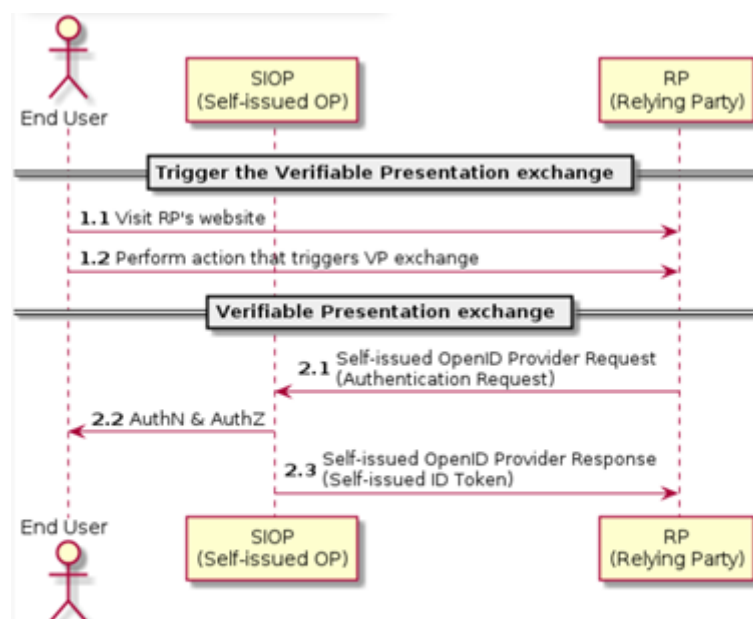 End User
SIOP
(Self-issued OP)
RP
(Relying Party)
Trigger the Verifiable Presentation exchange
1.1 Visit RP's website
1.2 Perform action that triggers VP exchange
Verifiable Presentation exchange
2.1 Self-issued OpenID Provider Request
(Authentication Request)
2.2 AuthN & AuthZ
2.3 Self-issued OpenID Provider Response
(Self-issued ID Token)
End User
SIOP
(Self-issued OP)
RP
(Relying Party)